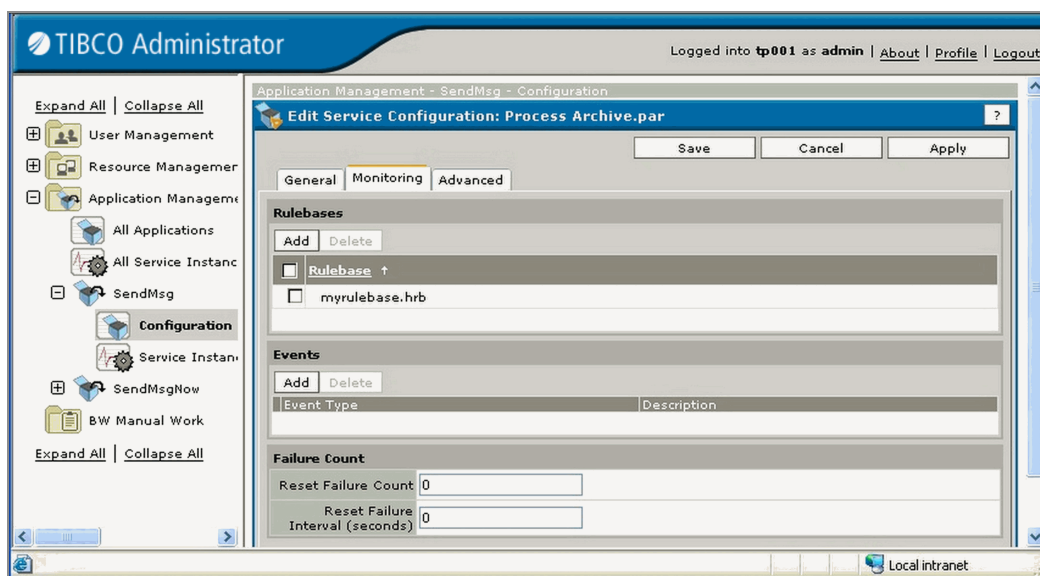 TIBCO Administrator
Logged into tp001 as admin | About | Profile | Logout
Expand All | Collapse All
User Management
Resource Managemer
Application Manageme
All Applications
All Service Instanc
SendMsg
Configuration
Service Instan
SendMsgNow
BW Manual Work
Expand All | Collapse All
Application Management - SendMsg - Configuration
Edit Service Configuration: Process Archive.par
?
Save Cancel Apply
General Monitoring Advanced
Rulebases
Add Delete
Rulebase ↑
myrulebase.hrb
Events
Add Delete
Event Type Description
Failure Count
Reset Failure Count 0
Reset Failure
Interval (seconds) 0
Local intranet